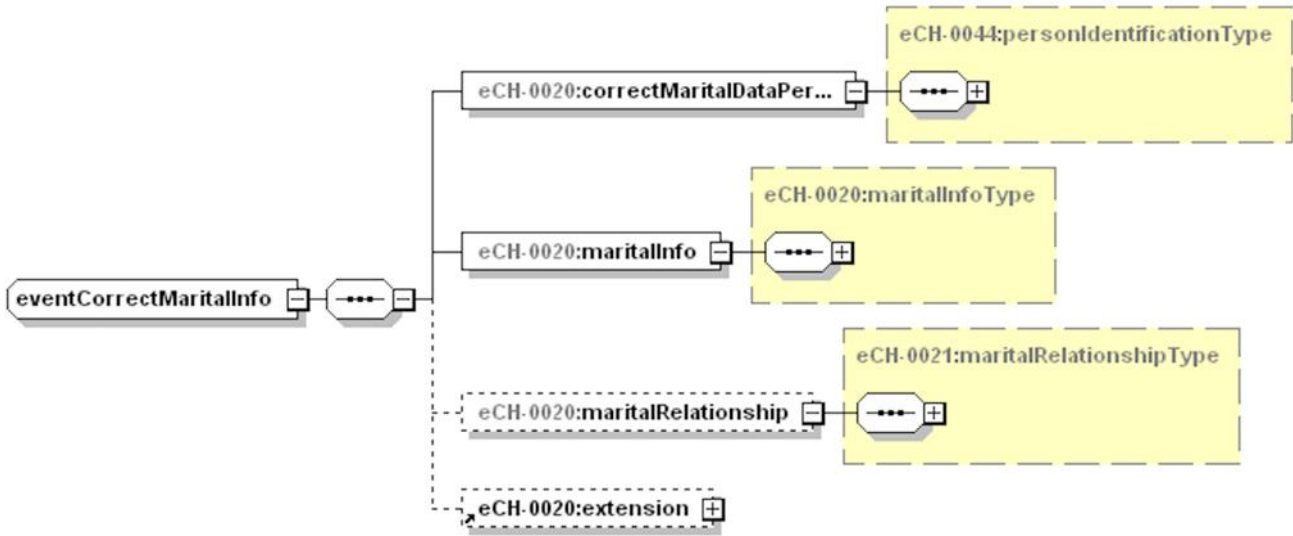 eCH-0044:personIdentificationType
eCH-0020:correctMaritalDataPer...
eCH-0020:maritalInfoType
eCH-0020:maritalInfo
eventCorrectMaritalInfo
eCH-0021:maritalRelationshipType
eCH-0020:maritalRelationship
eCH-0020:extension